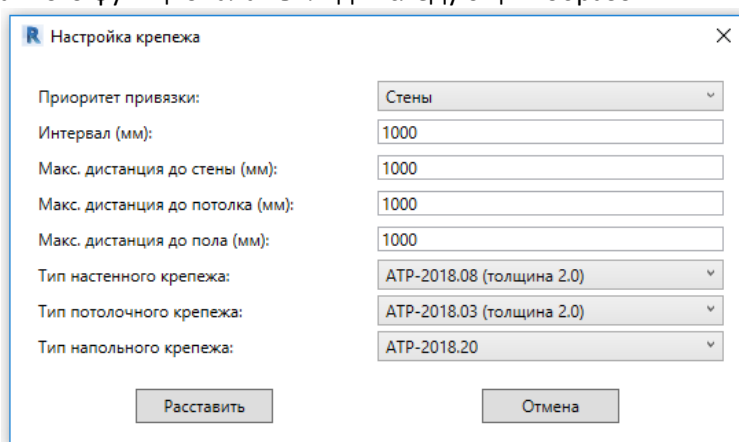 Настройка крепежа
Приоритет привязки: Стены
Интервал (мм): 1000
Макс. дистанция до стены (мм): 1000
Макс. дистанция до потолка (мм): 1000
Макс. дистанция до пола (мм): 1000
Тип настенного крепежа: АТР-2018.08 (толщина 2.0)
Тип потолочного крепежа: АТР-2018.03 (толщина 2.0)
Тип напольного крепежа: АТР-2018.20
Расставить Отмена